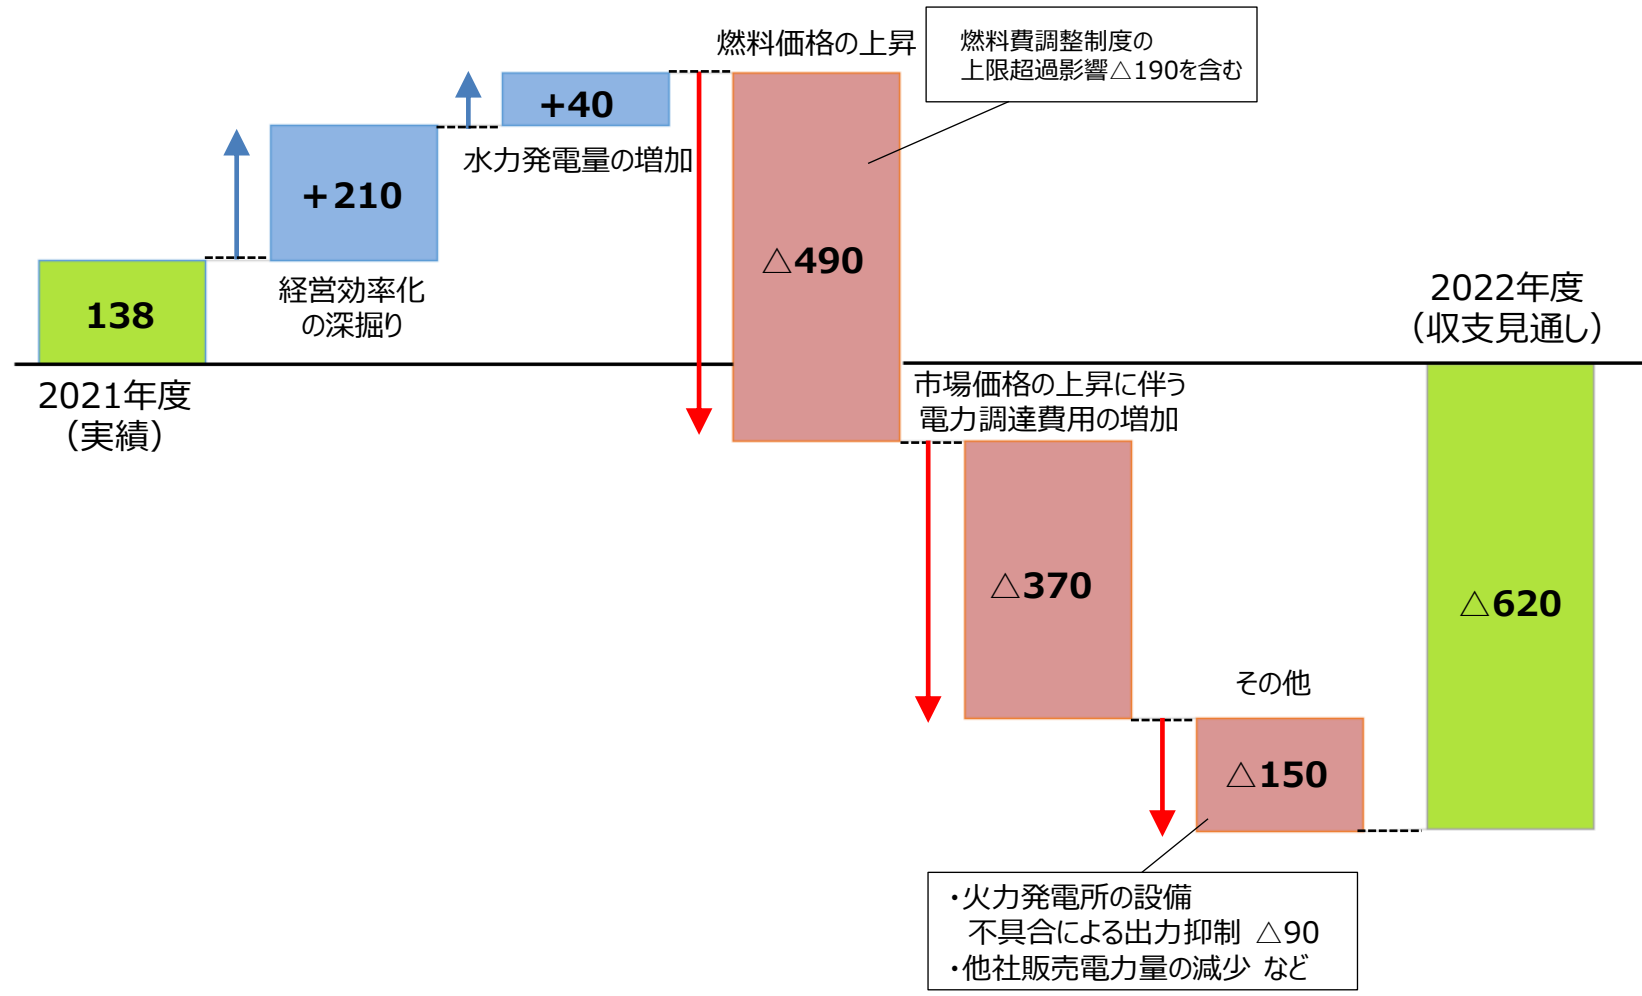 燃料価格の上昇
燃料費調整制度の
上限超過影響△190を含む
+40
水力発電量の増加
+210
経営効率化
の深掘り
138
2021年度
（実績）
△490
市場価格の上昇に伴う
電力調達費用の増加
△370
その他
△150
2022年度
（収支見通し）
△620
・火力発電所の設備
不具合による出力抑制 △90
・他社販売電力量の減少 など